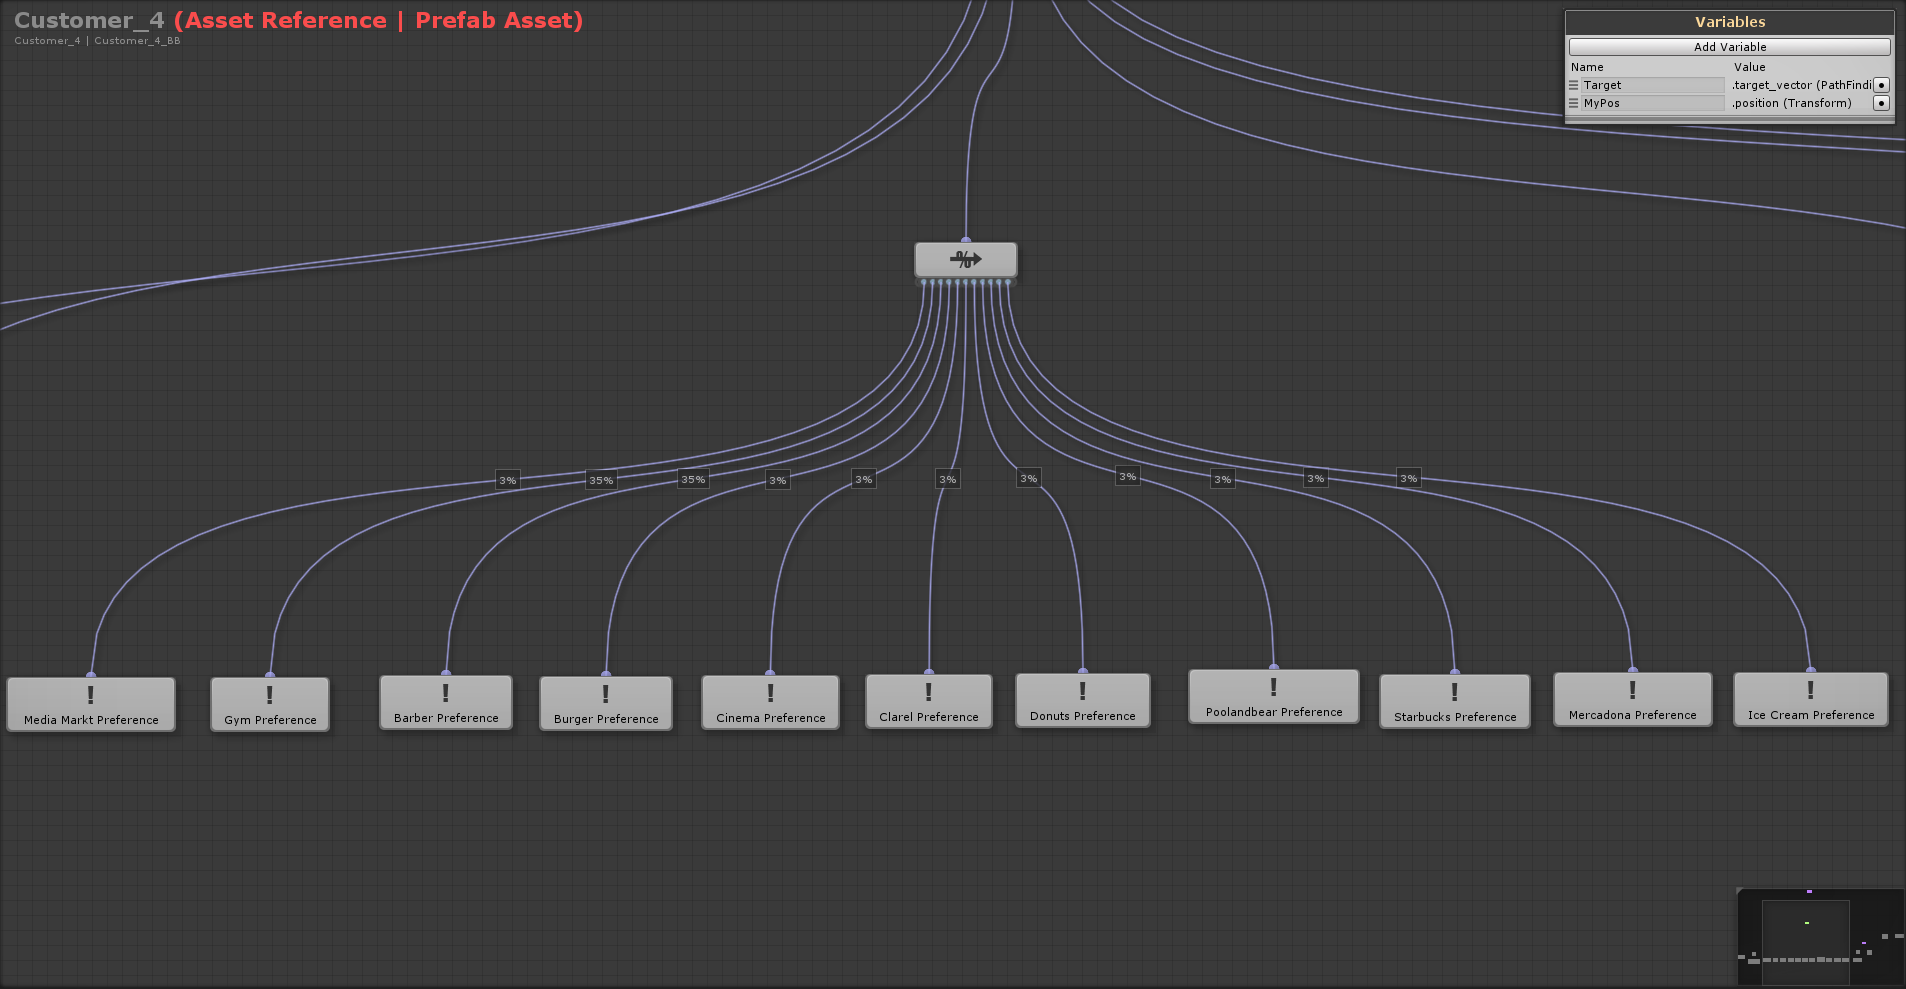 Customer_4 (Asset Reference | Prefab Asset)
Customer_4 | Customer_4_BB
Variables
Add Variable
Name Value
Target .target_vector (PathFindi
MyPos .position (Transform)
%
3% 35% 35% 3% 3% 3% 3% 3% 3% 3% 3%
! ! ! ! ! ! ! ! ! ! !
Media Markt Preference Gym Preference Barber Preference Burger Preference Cinema Preference Clarel Preference Donuts Preference Poolandbear Preference Starbucks Preference Mercadona Preference Ice Cream Preference